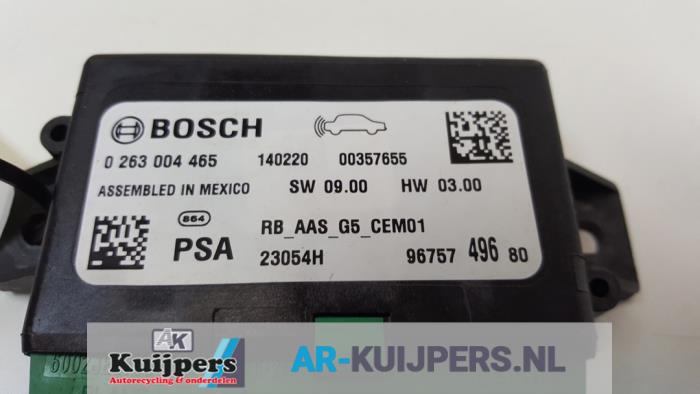 BOSCH
0 263 004 465 140220 00357655
ASSEMBLED IN MEXICO SW 09.00 HW 03.00
864 RB_AAS_G5_CEM01
PSA 23054H 96757 496 80
AK
Kuijpers
Autorecycling & onderdelen
AR-KUIJPERS.NL